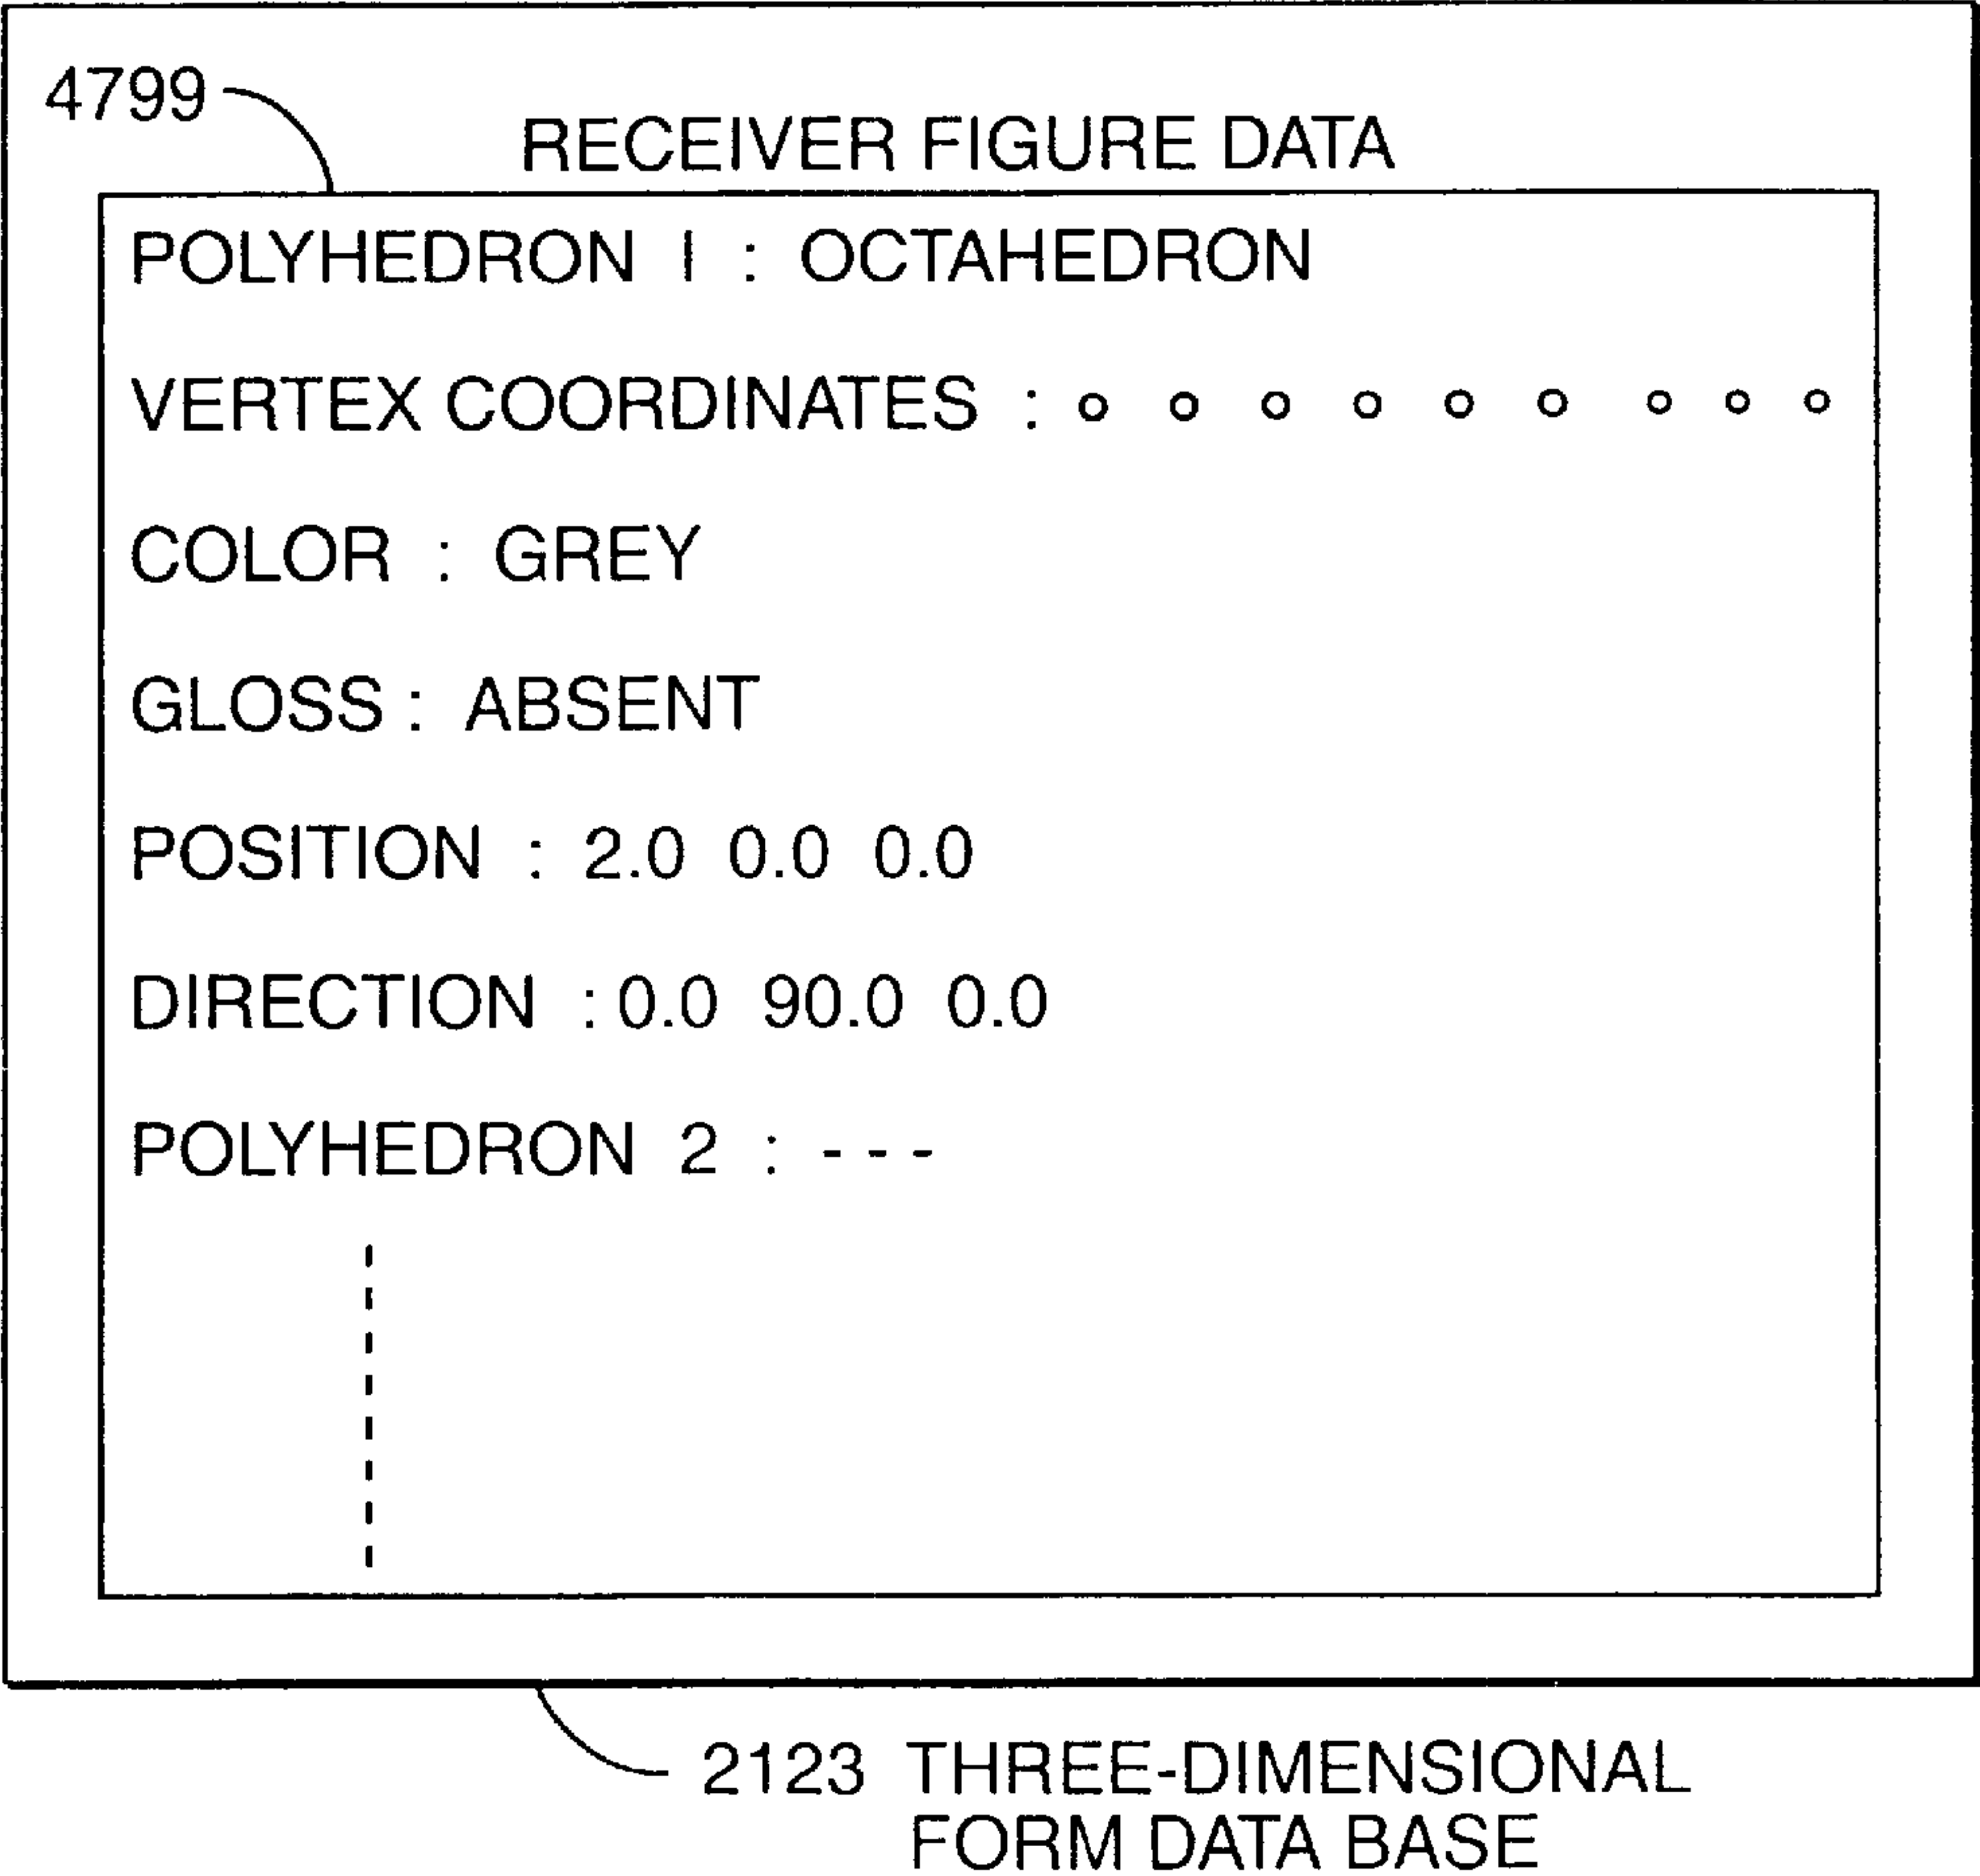 4799
RECEIVER FIGURE DATA
POLYHEDRON 1 : OCTAHEDRON
VERTEX COORDINATES : o o o o o o o o o
COLOR : GREY
GLOSS : ABSENT
POSITION : 2.0 0.0 0.0
DIRECTION : 0.0 90.0 0.0
POLYHEDRON 2 : ---
2123 THREE-DIMENSIONAL
FORM DATA BASE